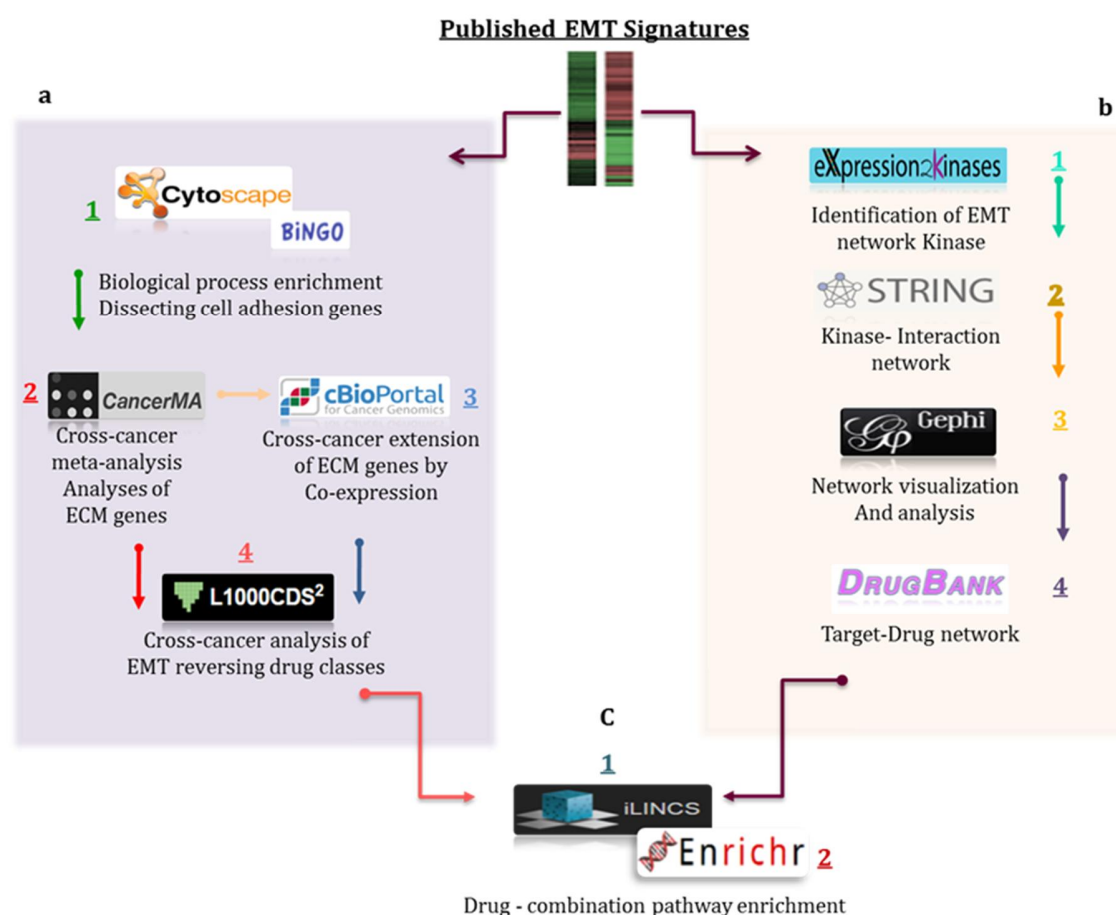 Published EMT Signatures
a
Cytoscape
1
BiNGO
Biological process enrichment
Dissecting cell adhesion genes
2
CancerMA
cBioPortal
for Cancer Genomics
3
Cross-cancer
meta-analysis
Analyses of
ECM genes
Cross-cancer extension
of ECM genes by
Co-expression
4
L1000CDS²
Cross-cancer analysis of
EMT reversing drug classes
b
eXpression2Kinases
1
Identification of EMT
network Kinase
STRING
2
Kinase- Interaction
network
Gephi
3
Network visualization
And analysis
DRUGBANK
4
Target-Drug network
C
1
iLINCS
Enrichr
2
Drug - combination pathway enrichment